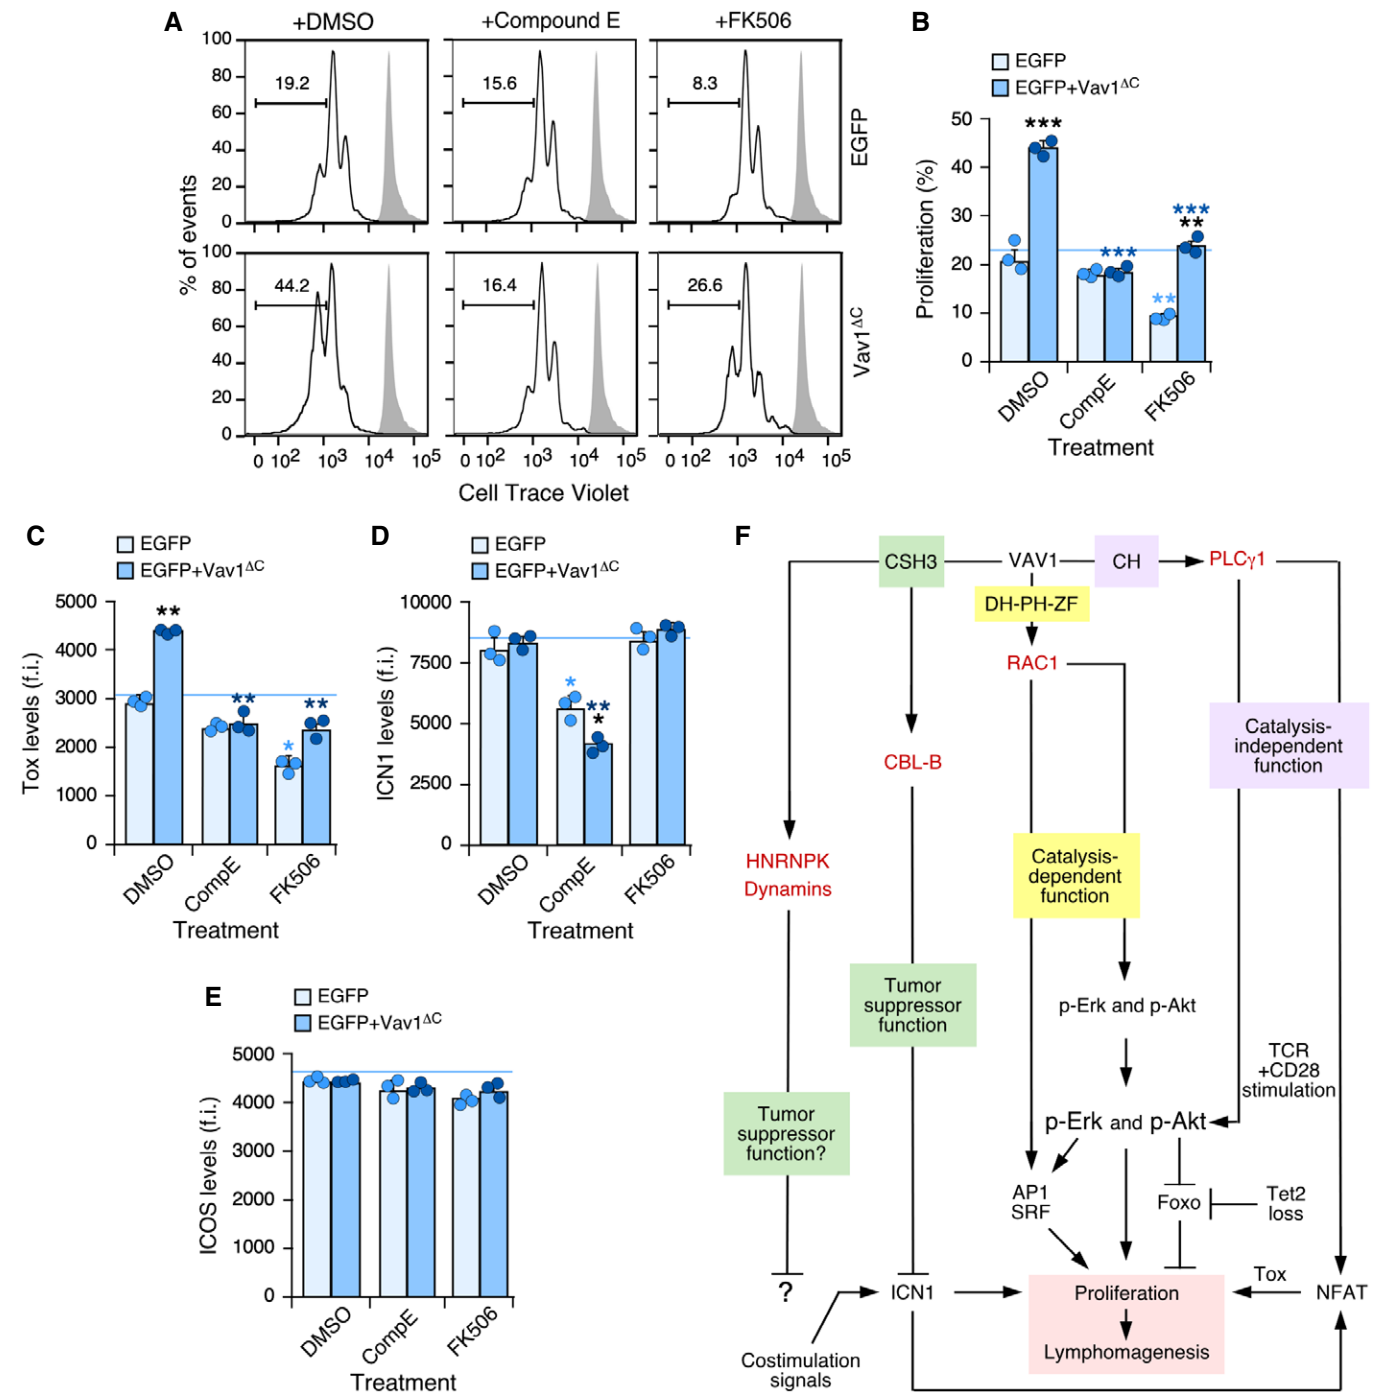 A
+DMSO
+Compound E
+FK506
% of events
100
80
60
40
20
0
19.2
15.6
8.3
EGFP
100
80
60
40
20
0
44.2
16.4
26.6
Vav1ΔC
0 10² 10³ 10⁴ 10⁵
0 10² 10³ 10⁴ 10⁵
0 10² 10³ 10⁴ 10⁵
Cell Trace Violet
B
EGFP
EGFP+Vav1ΔC
Proliferation (%)
50
40
30
20
10
0
***
***
**
***
**
DMSO
CompE
FK506
Treatment
C
EGFP
EGFP+Vav1ΔC
Tox levels (f.i.)
5000
4000
3000
2000
1000
0
**
**
*
**
DMSO
CompE
FK506
Treatment
D
EGFP
EGFP+Vav1ΔC
ICN1 levels (f.i.)
10000
7500
5000
2500
0
*
**
*
DMSO
CompE
FK506
Treatment
E
EGFP
EGFP+Vav1ΔC
ICOS levels (f.i.)
5000
4000
3000
2000
1000
0
DMSO
CompE
FK506
Treatment
F
CSH3
VAV1
CH
PLCγ1
DH-PH-ZF
RAC1
Catalysis-
independent
function
CBL-B
HNRNPK
Dynamins
Catalysis-
dependent
function
Tumor
suppressor
function
p-Erk and p-Akt
TCR
+CD28
stimulation
Tumor
suppressor
function?
p-Erk and p-Akt
AP1
SRF
Foxo
Tet2
loss
?
ICN1
Proliferation
Tox
NFAT
Lymphomagenesis
Costimulation
signals